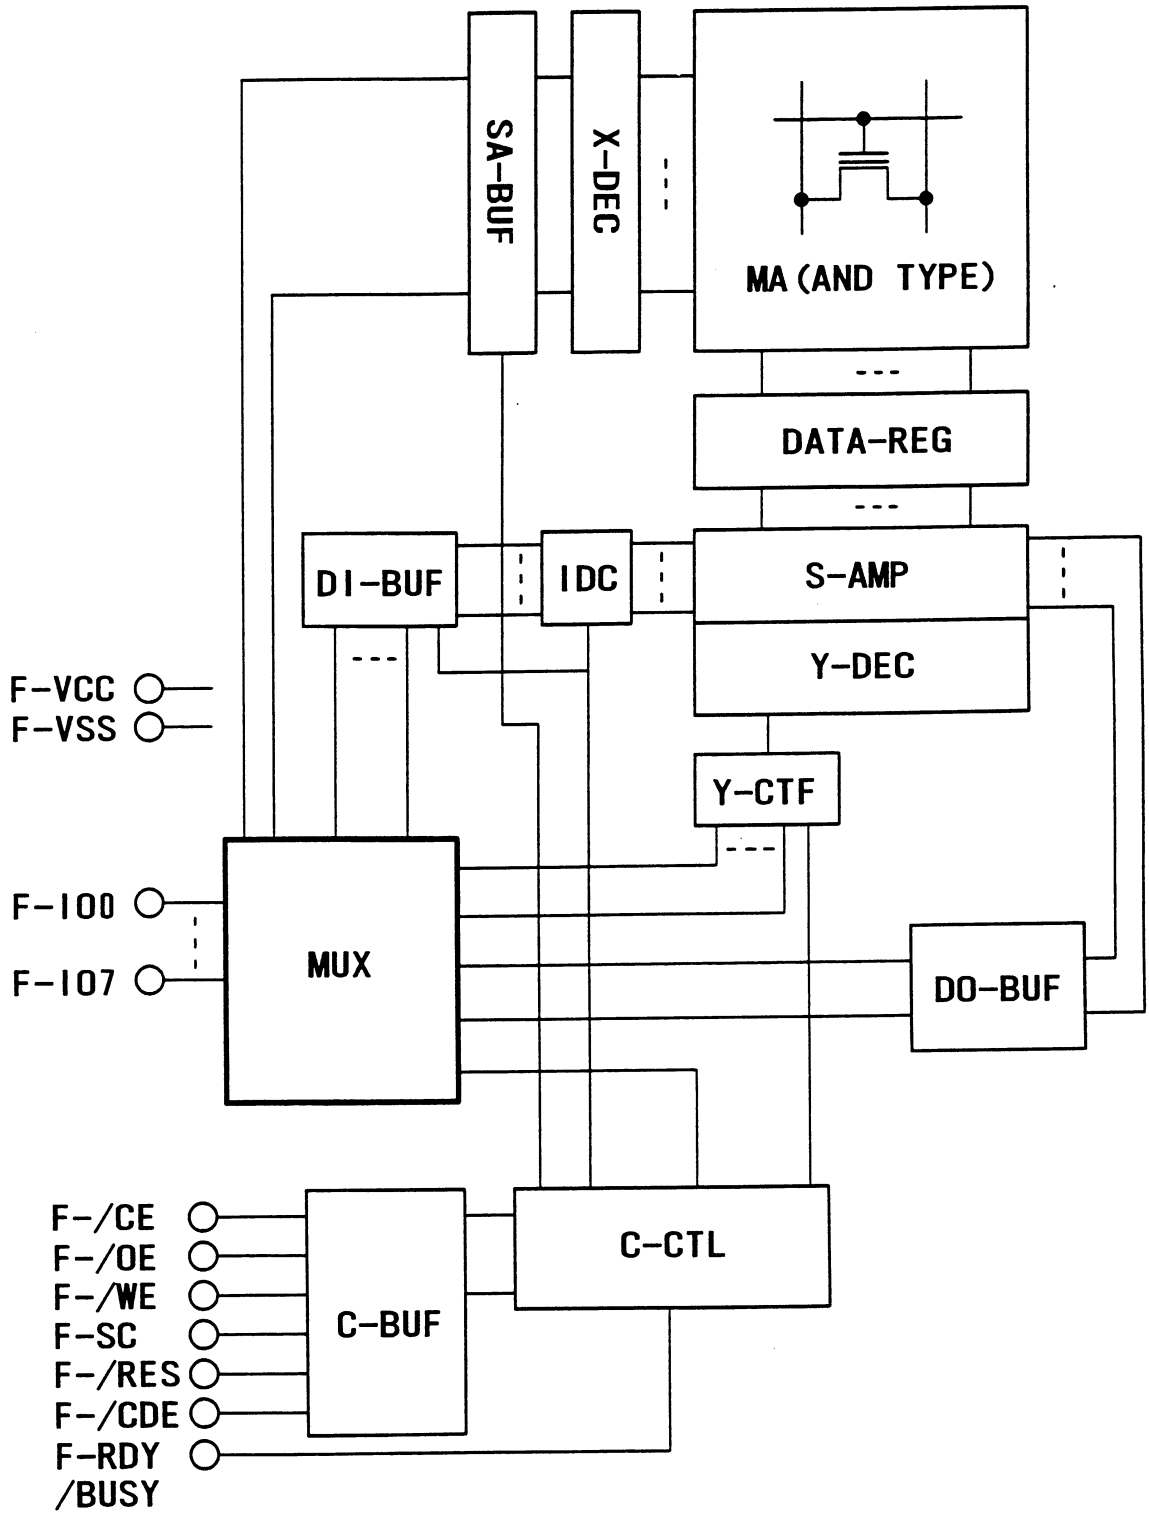 SA-BUF
X-DEC
MA(AND TYPE)
DATA-REG
DI-BUF
IDC
S-AMP
Y-DEC
F-VCC
F-VSS
Y-CTF
F-IO0
MUX
F-IO7
DO-BUF
F-/CE
F-/OE
F-/WE
F-SC
F-/RES
F-/CDE
F-RDY
/BUSY
C-BUF
C-CTL